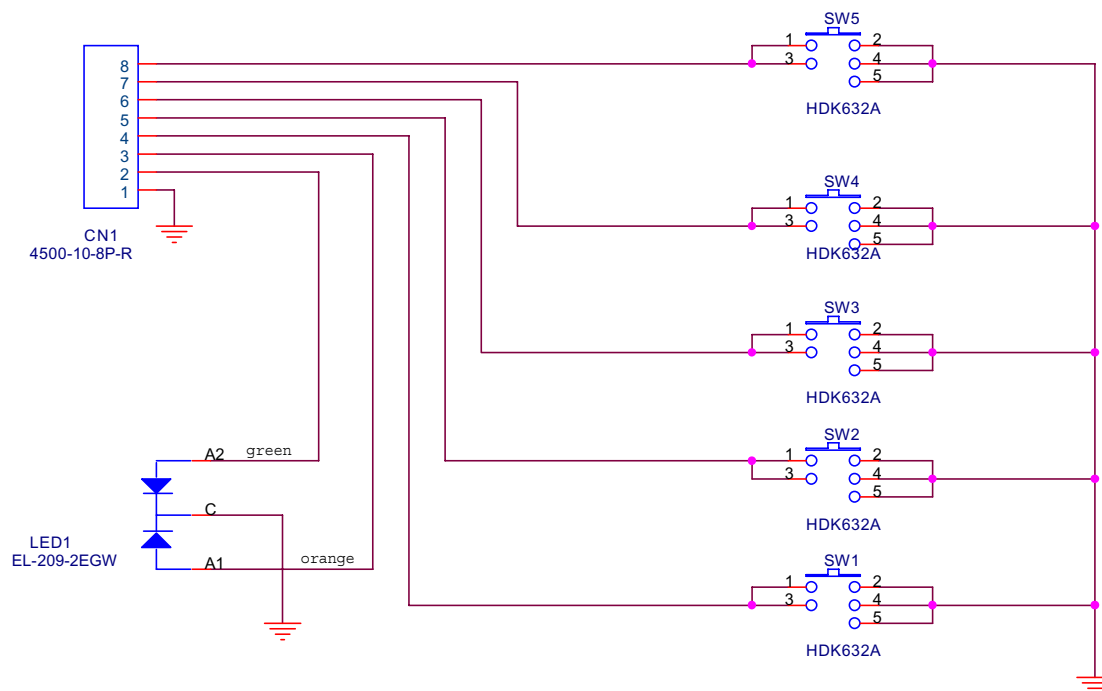 SW5
1 2
3 4
5
HDK632A
8
7
6
5
4
3
2
1
CN1
4500-10-8P-R
SW4
1 2
3 4
5
HDK632A
SW3
1 2
3 4
5
HDK632A
SW2
1 2
3 4
5
HDK632A
A2 green
C
LED1
EL-209-2EGW
A1 orange
SW1
1 2
3 4
5
HDK632A